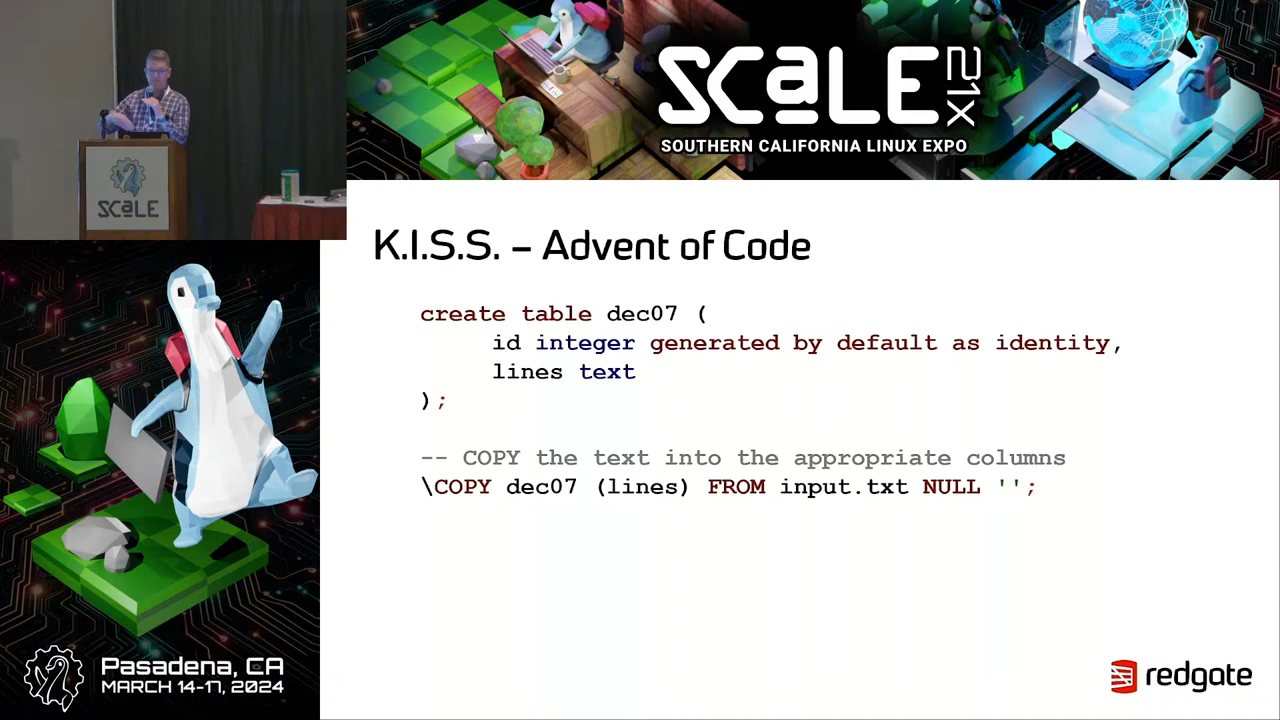 SCaLE 21X
SOUTHERN CALIFORNIA LINUX EXPO
SCaLE
K.I.S.S. – Advent of Code
create table dec07 (
id integer generated by default as identity,
lines text
);
-- COPY the text into the appropriate columns
\COPY dec07 (lines) FROM input.txt NULL '';
Pasadena, CA
MARCH 14-17, 2024
redgate